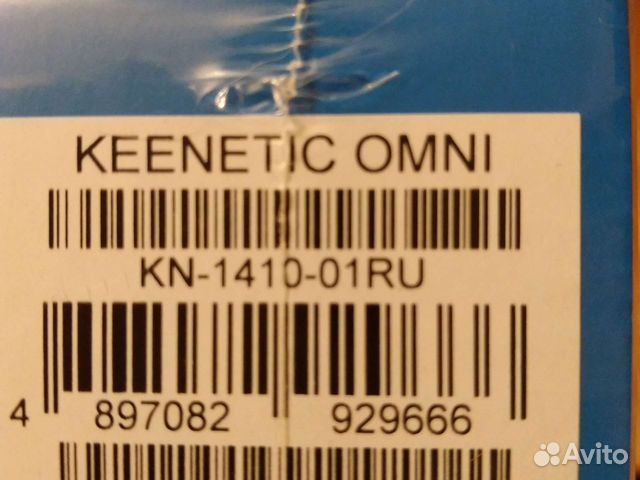 KEENETIC OMNI
KN-1410-01RU
4 897082 929666
Avito